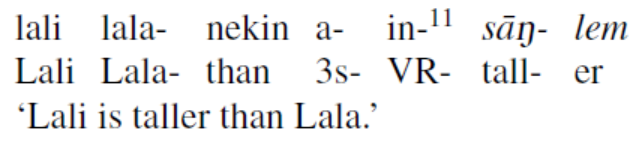 lali lala- nekin a- in-¹¹ sāŋ- lem
Lali Lala- than 3s- VR- tall- er
‘Lali is taller than Lala.’